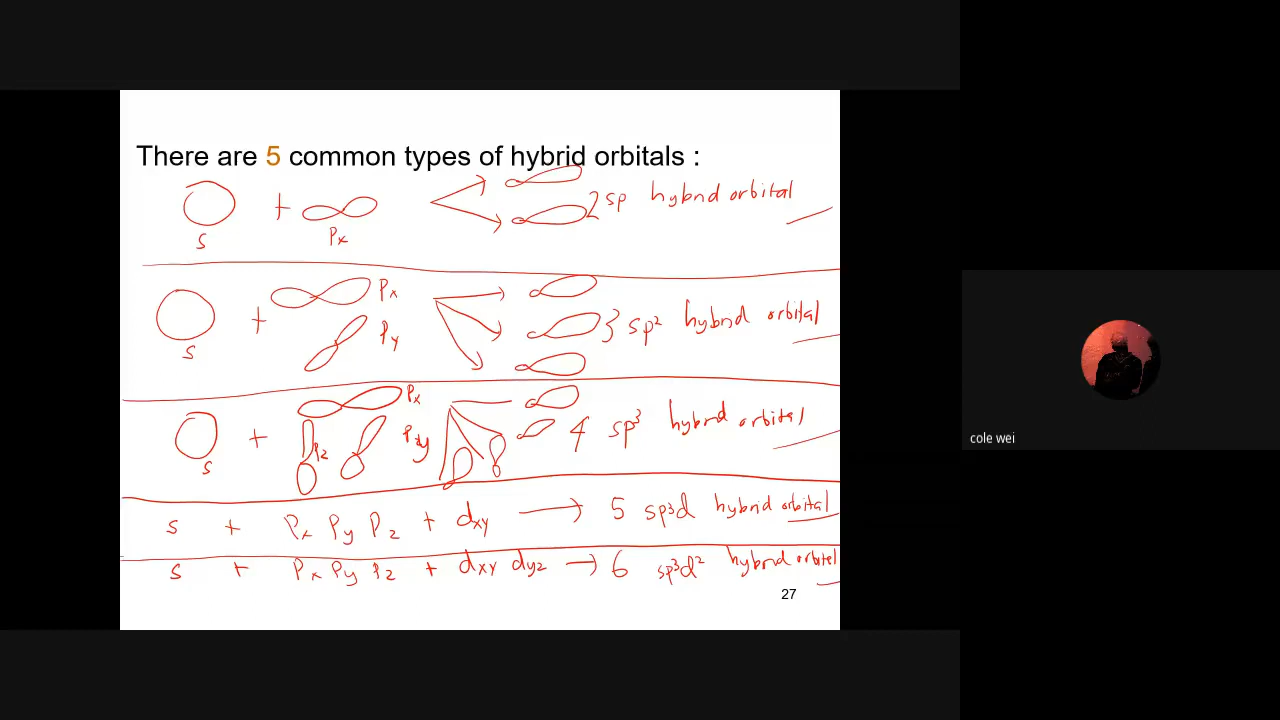 There are 5 common types of hybrid orbitals :
s + Px 2 sp hybrid orbital
s + Px Py 3 sp² hybrid orbital
s + Px Pz Py 4 sp³ hybrid orbital
s + Px Py Pz + dxy → 5 sp³d hybrid orbital
s + Px Py Pz + dxy dyz → 6 sp³d² hybrid orbital
27
cole wei